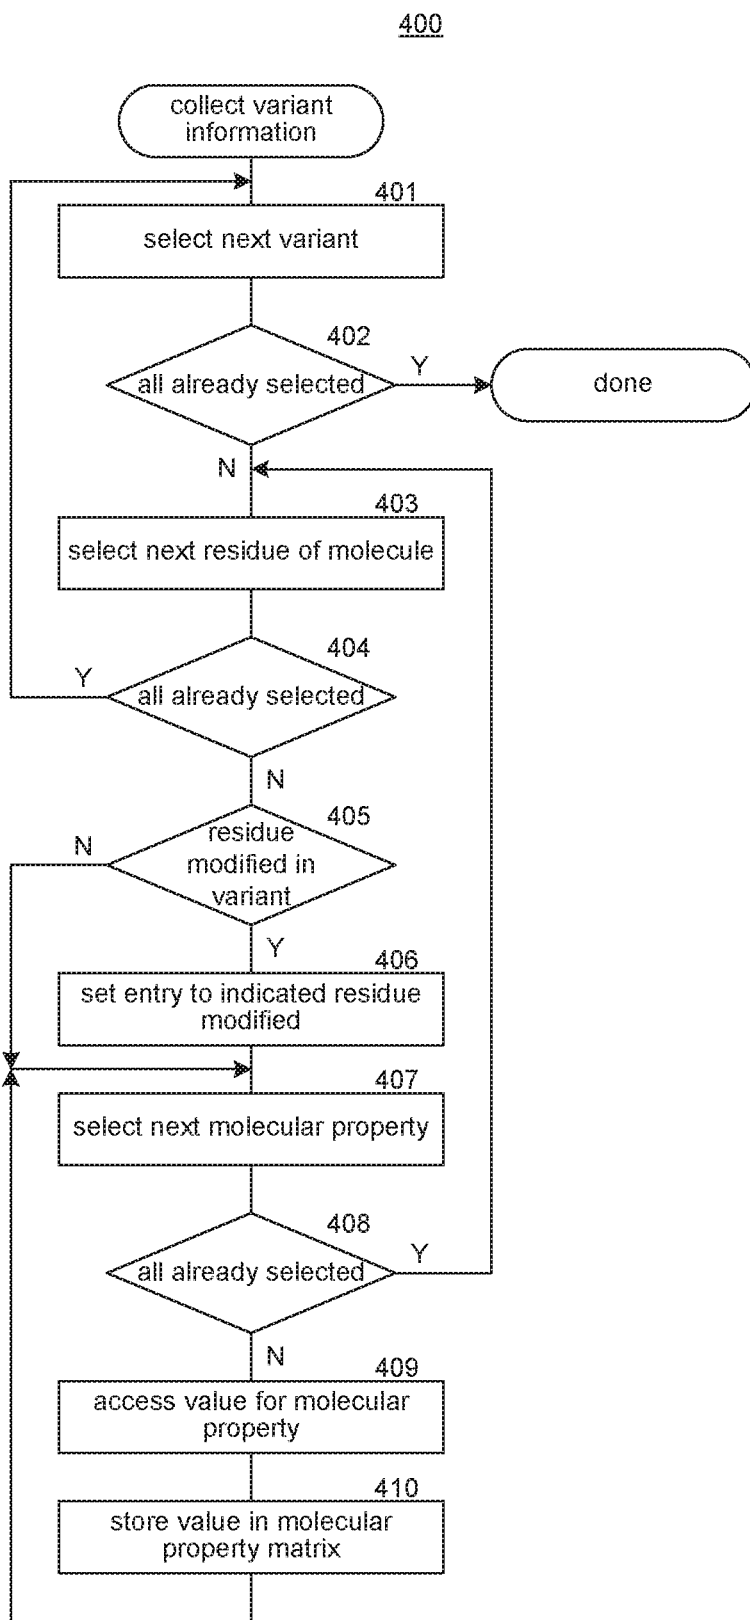 400
collect variant
information
401
select next variant
402
all already selected
Y
done
N
403
select next residue of molecule
404
Y
all already selected
N
405
N
residue
modified in
variant
Y
406
set entry to indicated residue
modified
407
select next molecular property
408
all already selected
Y
N
409
access value for molecular
property
410
store value in molecular
property matrix